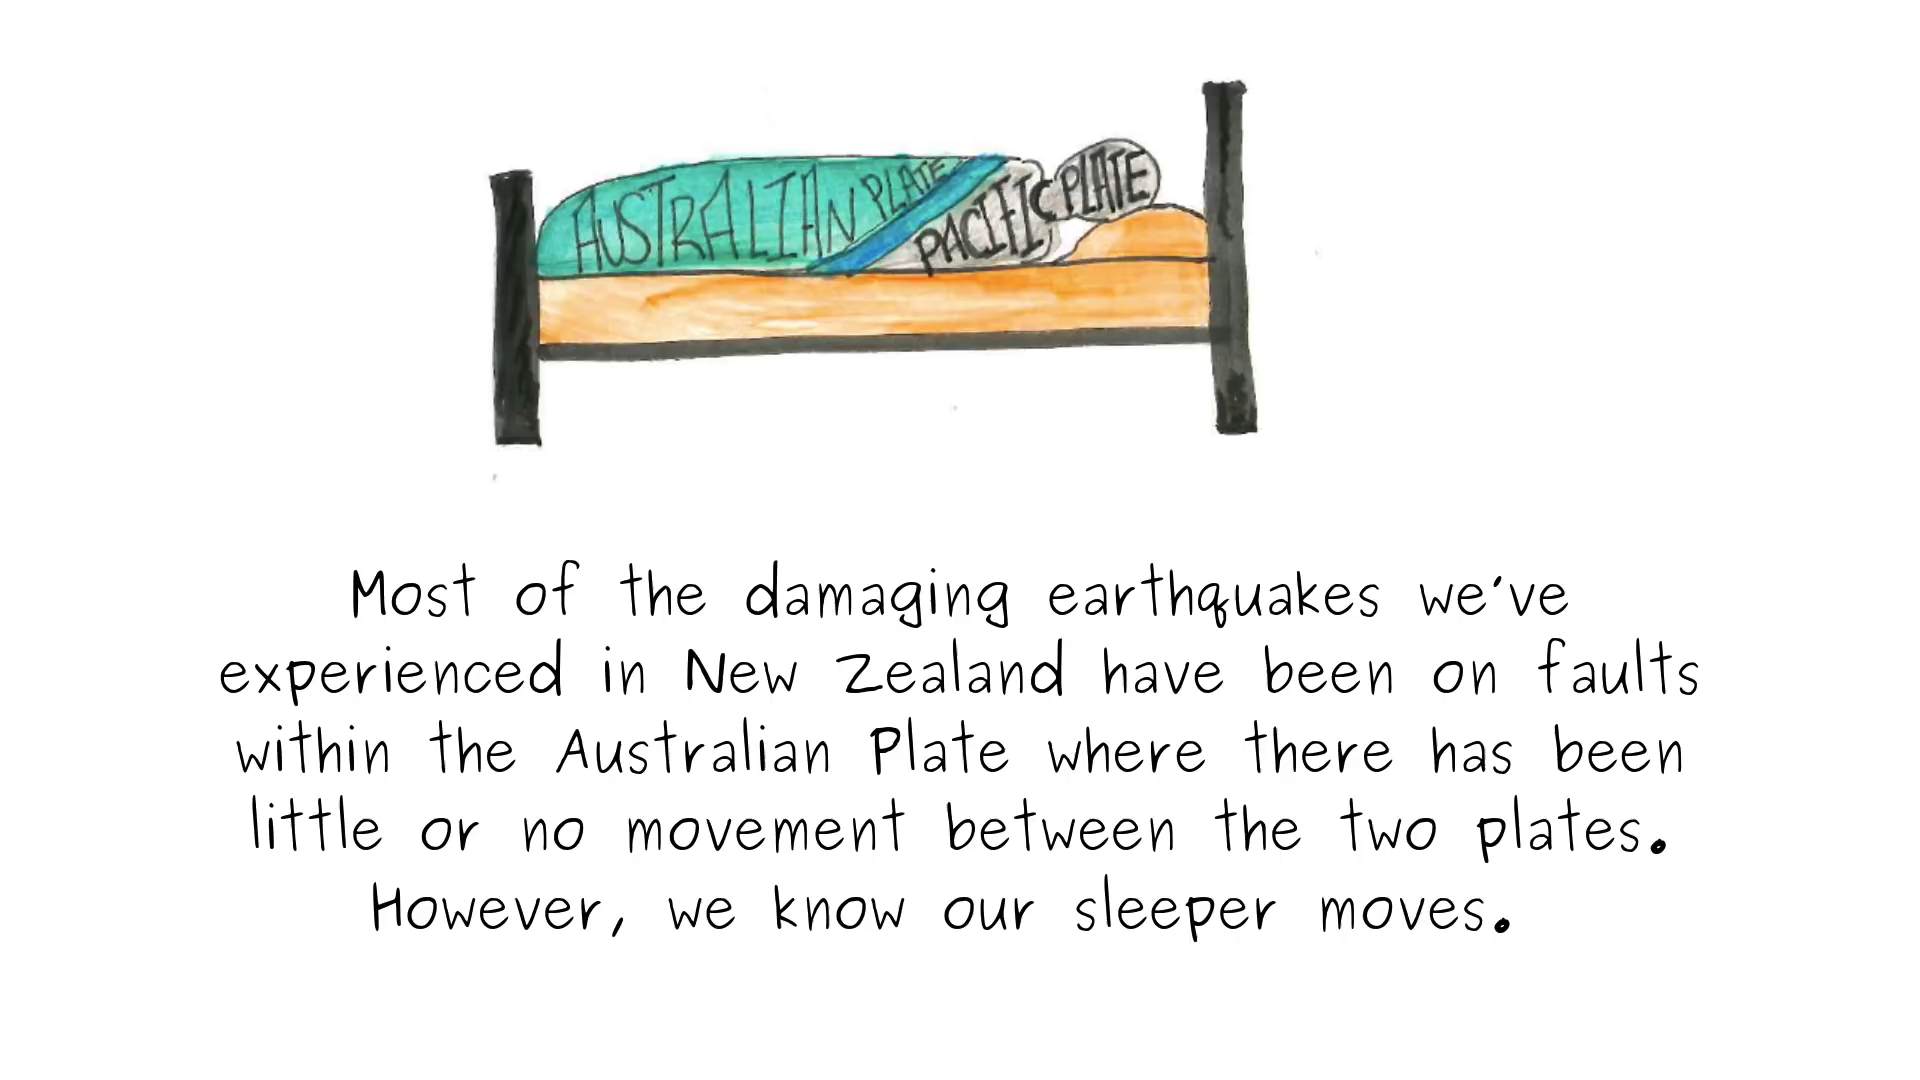 AUSTRALIAN PLATE
PACIFIC PLATE
Most of the damaging earthquakes we've
experienced in New Zealand have been on faults
within the Australian Plate where there has been
little or no movement between the two plates.
However, we know our sleeper moves.